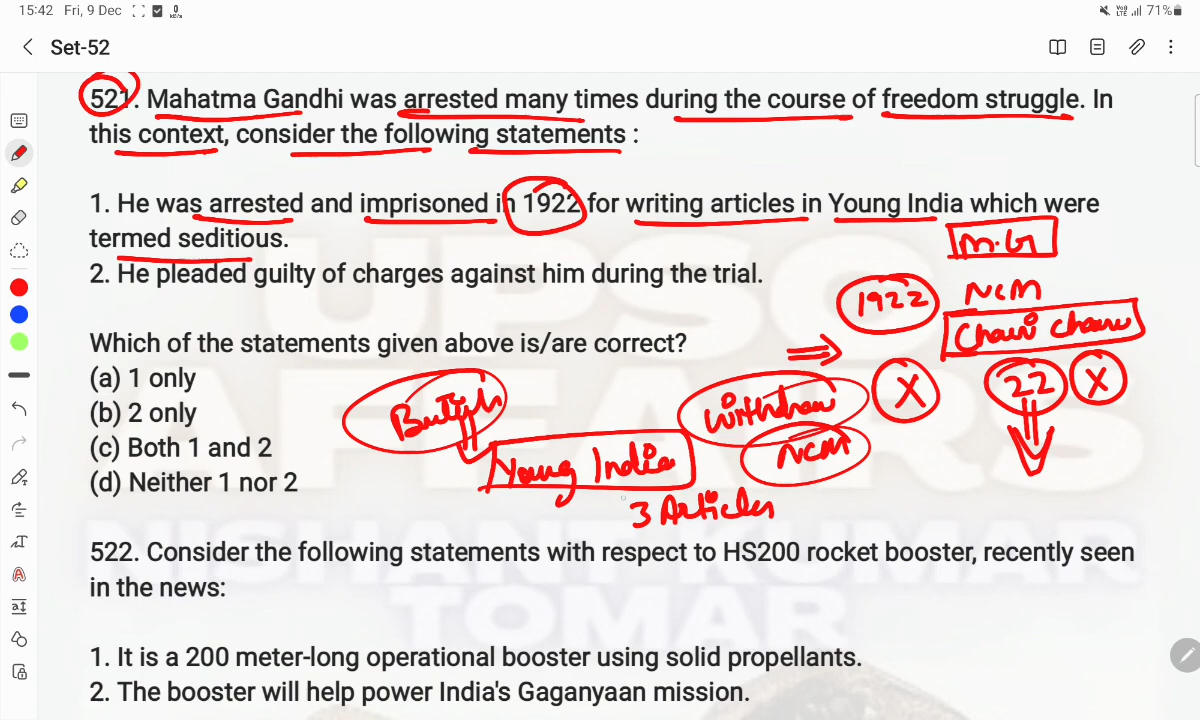 15:42 Fri, 9 Dec 71%
Set-52
521. Mahatma Gandhi was arrested many times during the course of freedom struggle. In
this context, consider the following statements :
1. He was arrested and imprisoned in 1922 for writing articles in Young India which were
termed seditious.
M.G
2. He pleaded guilty of charges against him during the trial.
1922 NCM
Chauri Chaura
Which of the statements given above is/are correct?
(a) 1 only
X 22 X
(b) 2 only
British Withdraw
(c) Both 1 and 2
Young India NCM
(d) Neither 1 nor 2
3 Articles
522. Consider the following statements with respect to HS200 rocket booster, recently seen
in the news:
1. It is a 200 meter-long operational booster using solid propellants.
2. The booster will help power India's Gaganyaan mission.
UPSC
AFFAIRS
NISHANT KUMAR
TOMAR